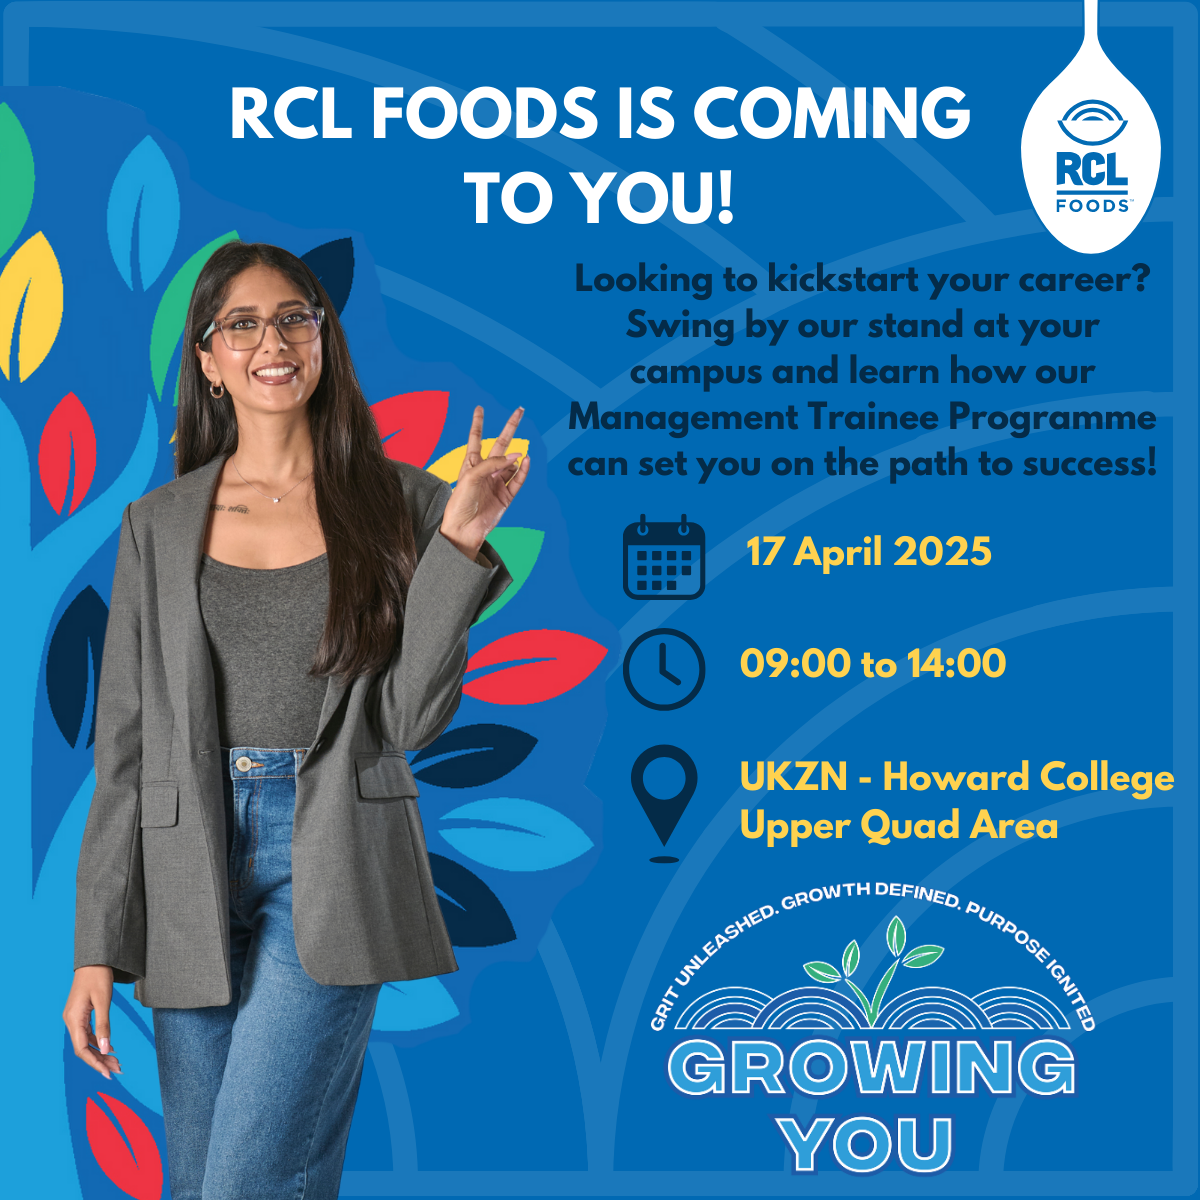 RCL FOODS IS COMING
TO YOU!
RCL
FOODS™
Looking to kickstart your career?
Swing by our stand at your
campus and learn how our
Management Trainee Programme
can set you on the path to success!
17 April 2025
09:00 to 14:00
UKZN - Howard College
Upper Quad Area
GRIT UNLEASHED. GROWTH DEFINED. PURPOSE IGNITED
GROWING
YOU